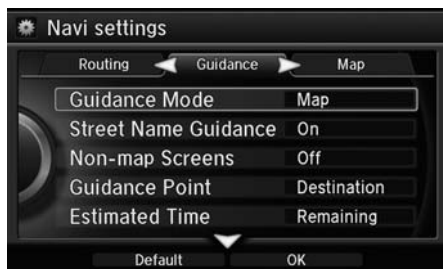 Navi settings
Routing Guidance Map
Guidance Mode Map
Street Name Guidance On
Non-map Screens Off
Guidance Point Destination
Estimated Time Remaining
Default OK